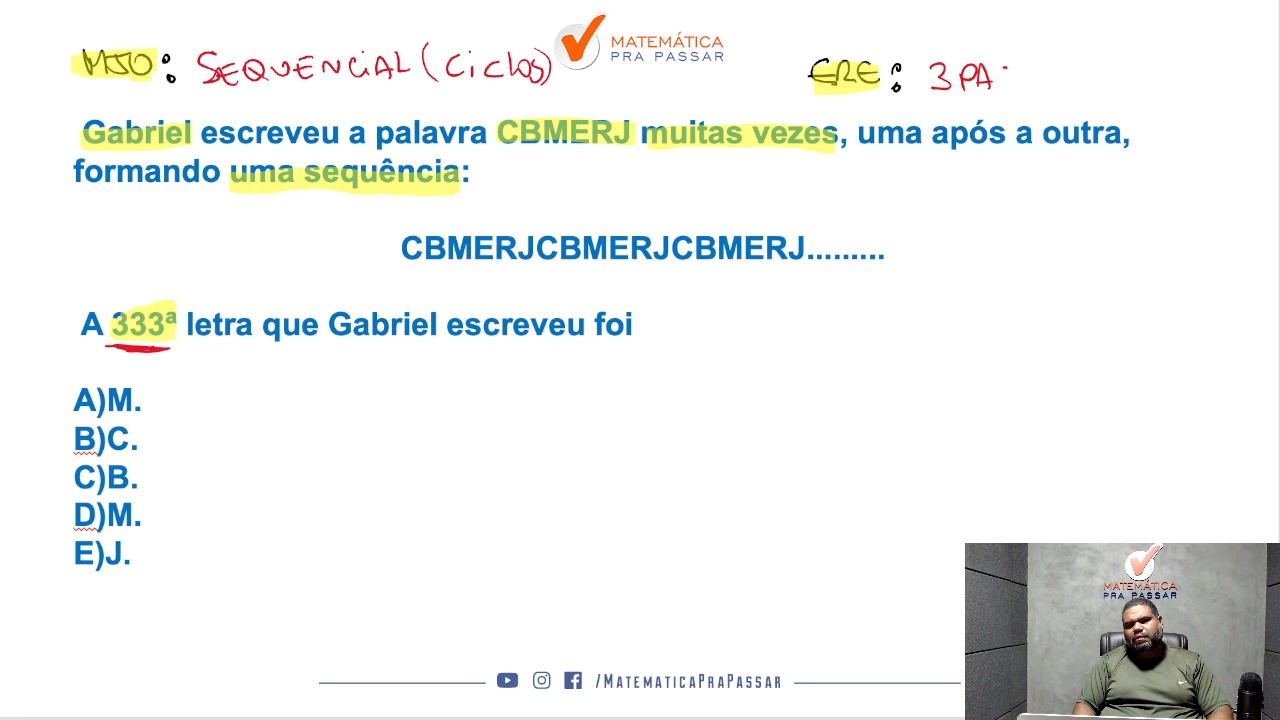 MJO: SEQUENCIAL (CiClos)
MATEMÁTICA
PRA PASSAR
ERE: 3 PA
Gabriel escreveu a palavra CBMERJ muitas vezes, uma após a outra,
formando uma sequência:
CBMERJCBMERJCBMERJ.........
A 333ª letra que Gabriel escreveu foi
A)M.
B)C.
C)B.
D)M.
E)J.
MATEMÁTICA
PRA PASSAR
/MATEMATICAPRAPASSAR